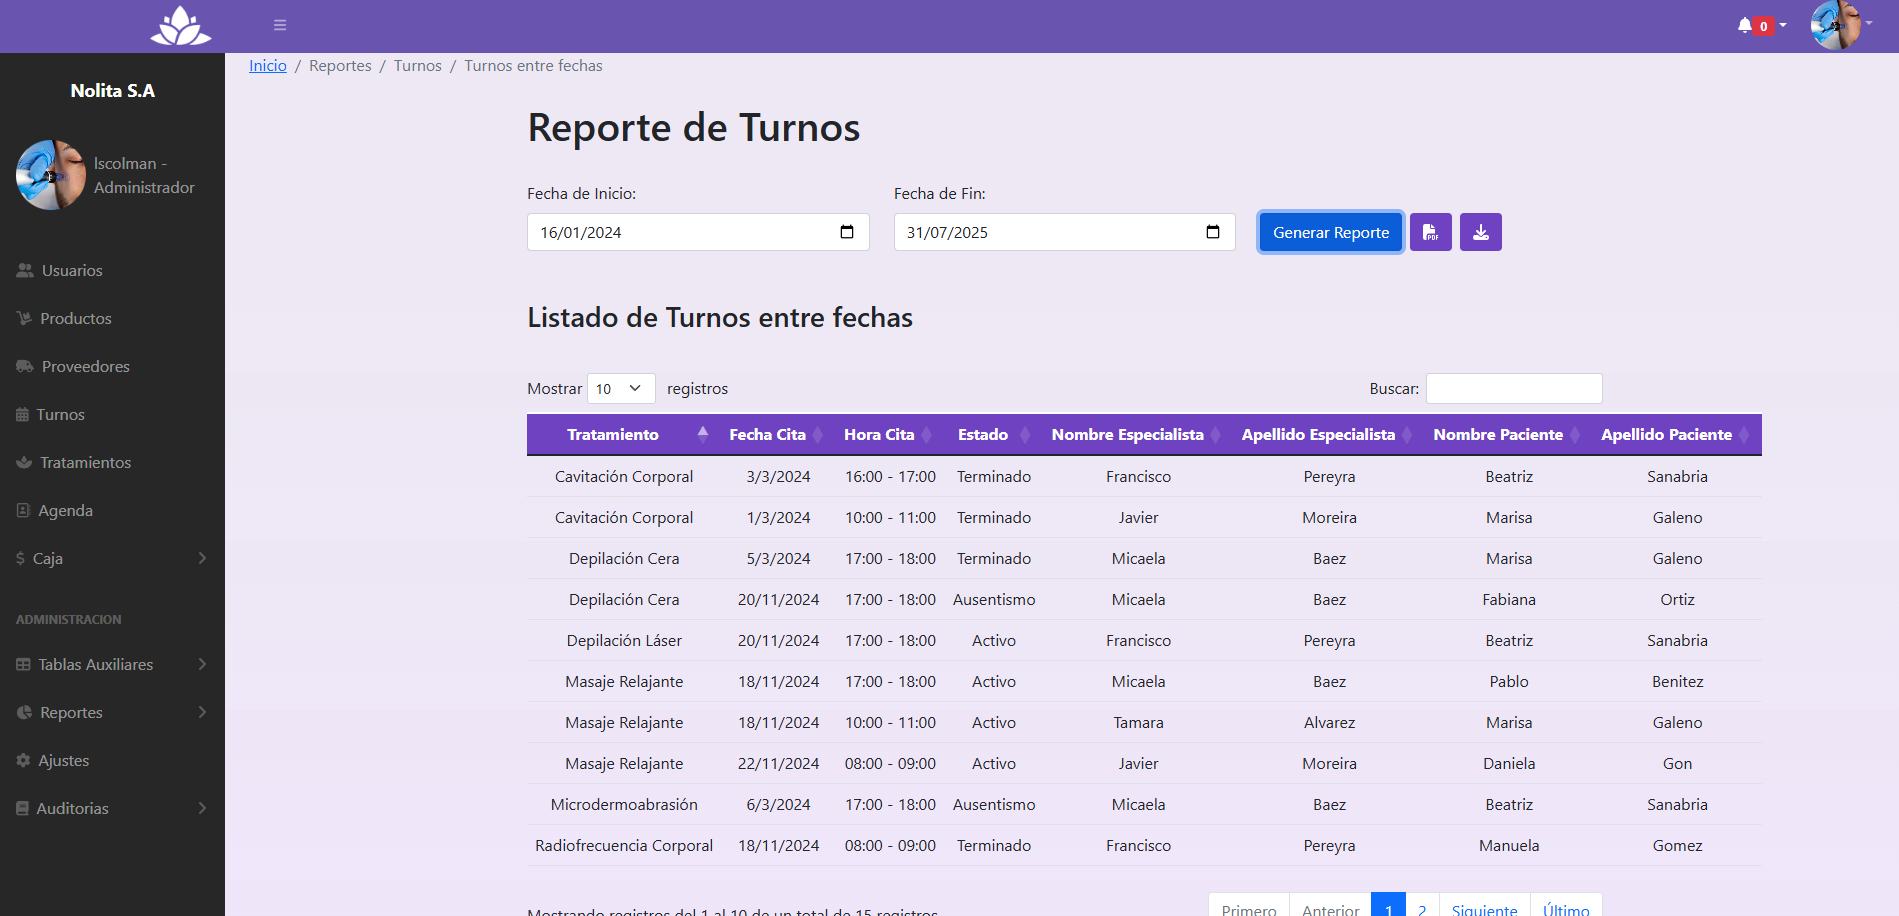 0
Inicio / Reportes / Turnos / Turnos entre fechas
Nolita S.A
lscolman -
Administrador
Usuarios
Productos
Proveedores
Turnos
Tratamientos
Agenda
Caja
ADMINISTRACION
Tablas Auxiliares
Reportes
Ajustes
Auditorias
Reporte de Turnos
Fecha de Inicio: Fecha de Fin:
16/01/2024 31/07/2025 Generar Reporte PDF
Listado de Turnos entre fechas
Mostrar 10 registros Buscar:
Tratamiento Fecha Cita Hora Cita Estado Nombre Especialista Apellido Especialista Nombre Paciente Apellido Paciente
Cavitación Corporal 3/3/2024 16:00 - 17:00 Terminado Francisco Pereyra Beatriz Sanabria
Cavitación Corporal 1/3/2024 10:00 - 11:00 Terminado Javier Moreira Marisa Galeno
Depilación Cera 5/3/2024 17:00 - 18:00 Terminado Micaela Baez Marisa Galeno
Depilación Cera 20/11/2024 17:00 - 18:00 Ausentismo Micaela Baez Fabiana Ortiz
Depilación Láser 20/11/2024 17:00 - 18:00 Activo Francisco Pereyra Beatriz Sanabria
Masaje Relajante 18/11/2024 17:00 - 18:00 Activo Micaela Baez Pablo Benitez
Masaje Relajante 18/11/2024 10:00 - 11:00 Activo Tamara Alvarez Marisa Galeno
Masaje Relajante 22/11/2024 08:00 - 09:00 Activo Javier Moreira Daniela Gon
Microdermoabrasión 6/3/2024 17:00 - 18:00 Ausentismo Micaela Baez Beatriz Sanabria
Radiofrecuencia Corporal 18/11/2024 08:00 - 09:00 Terminado Francisco Pereyra Manuela Gomez
Mostrando registros del 1 al 10 de un total de 15 registros
Primero Anterior 1 2 Siguiente Último